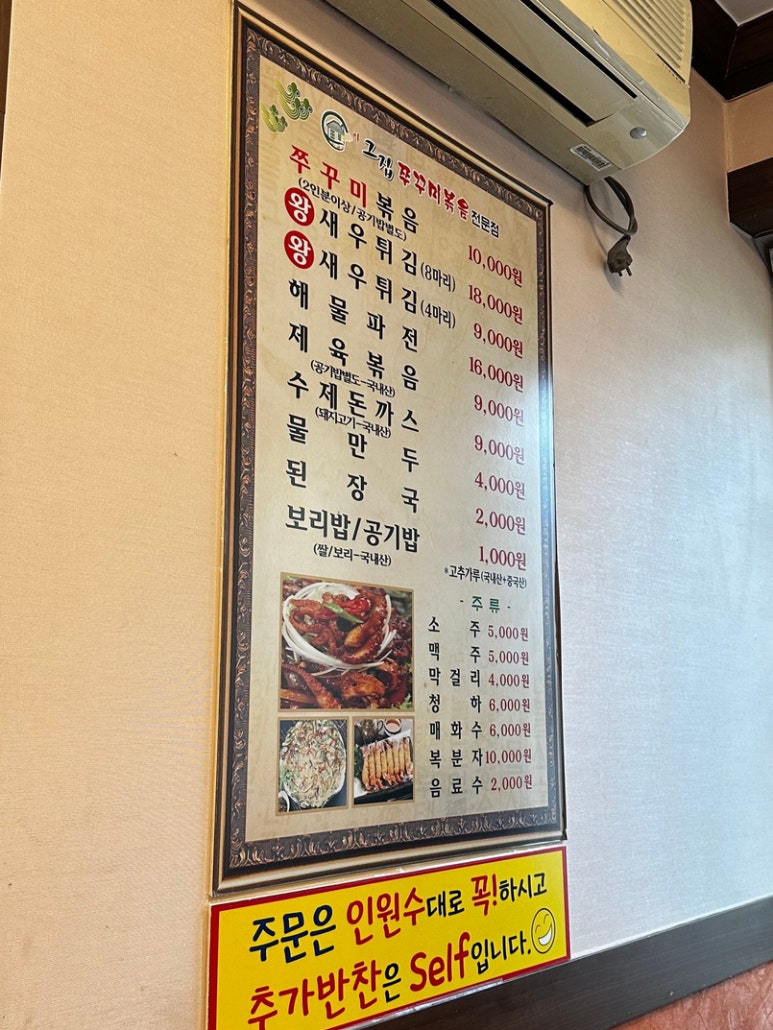 그집 쭈꾸미볶음 전문점
쭈꾸미볶음 10,000원
(2인분이상/공기밥별도)
왕새우튀김(8마리) 18,000원
왕새우튀김(4마리) 9,000원
해물파전 16,000원
제육볶음 9,000원
(공기밥별도-국내산)
수제돈까스 9,000원
(돼지고기-국내산)
물만두 4,000원
된장국 2,000원
보리밥/공기밥 1,000원
(쌀/보리-국내산)
*고추가루(국내산+중국산)
- 주류 -
소주 5,000원
맥주 5,000원
막걸리 4,000원
청하 6,000원
매화수 6,000원
복분자 10,000원
음료수 2,000원
주문은 인원수대로 꼭!하시고
추가반찬은 Self입니다.